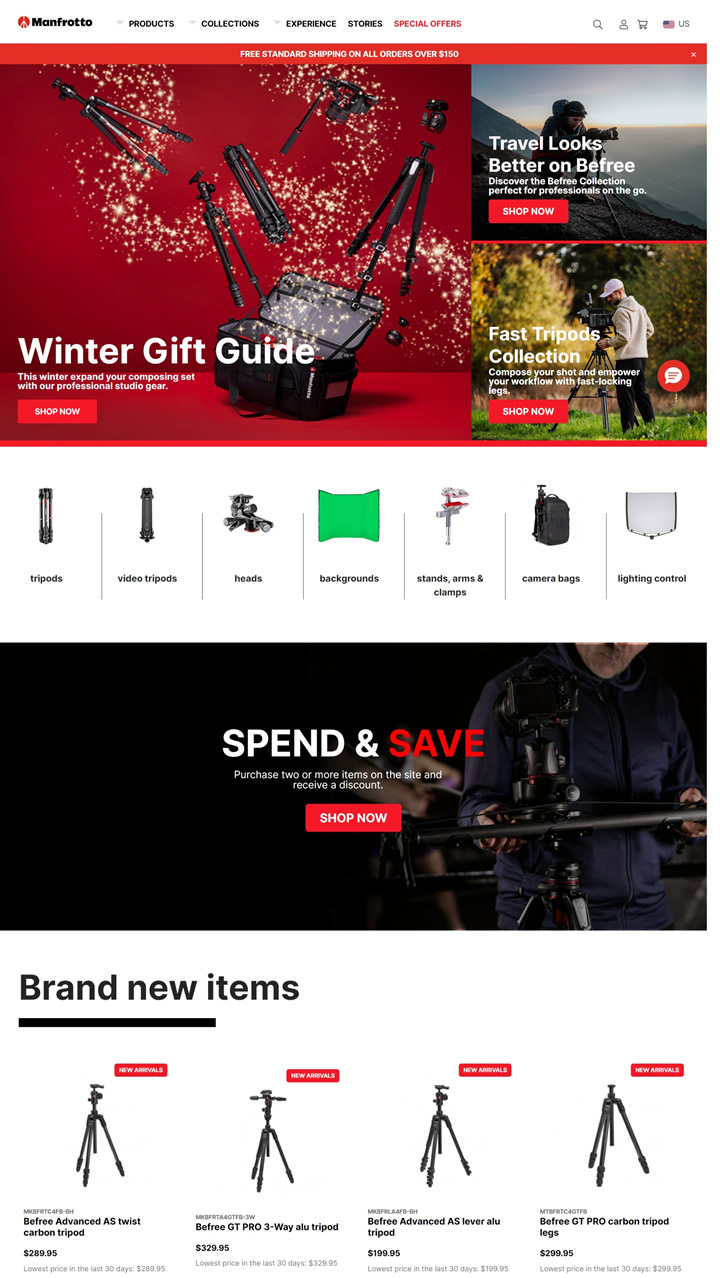 Manfrotto
PRODUCTS
COLLECTIONS
EXPERIENCE
STORIES
SPECIAL OFFERS
US
FREE STANDARD SHIPPING ON ALL ORDERS OVER $150
×
Winter Gift Guide
This winter expand your composing set
with our professional studio gear.
SHOP NOW
Manfrotto
Travel Looks
Better on Befree
Discover the Befree Collection
perfect for professionals on the go.
SHOP NOW
Fast Tripods
Collection
Compose your shot and empower
your workflow with fast-locking
legs.
SHOP NOW
tripods
video tripods
heads
backgrounds
stands, arms &
clamps
camera bags
lighting control
SPEND & SAVE
Purchase two or more items on the site and
receive a discount.
SHOP NOW
Brand new items
NEW ARRIVALS
MKBFRTC4FB-BH
Befree Advanced AS twist
carbon tripod
$289.95
Lowest price in the last 30 days: $289.95
NEW ARRIVALS
MKBFRTA4GTFB-3W
Befree GT PRO 3-Way alu tripod
$329.95
Lowest price in the last 30 days: $329.95
NEW ARRIVALS
MKBFRLA4FB-BH
Befree Advanced AS lever alu
tripod
$199.95
Lowest price in the last 30 days: $199.95
NEW ARRIVALS
MTBFRTC4GTFB
Befree GT PRO carbon tripod
legs
$299.95
Lowest price in the last 30 days: $299.95